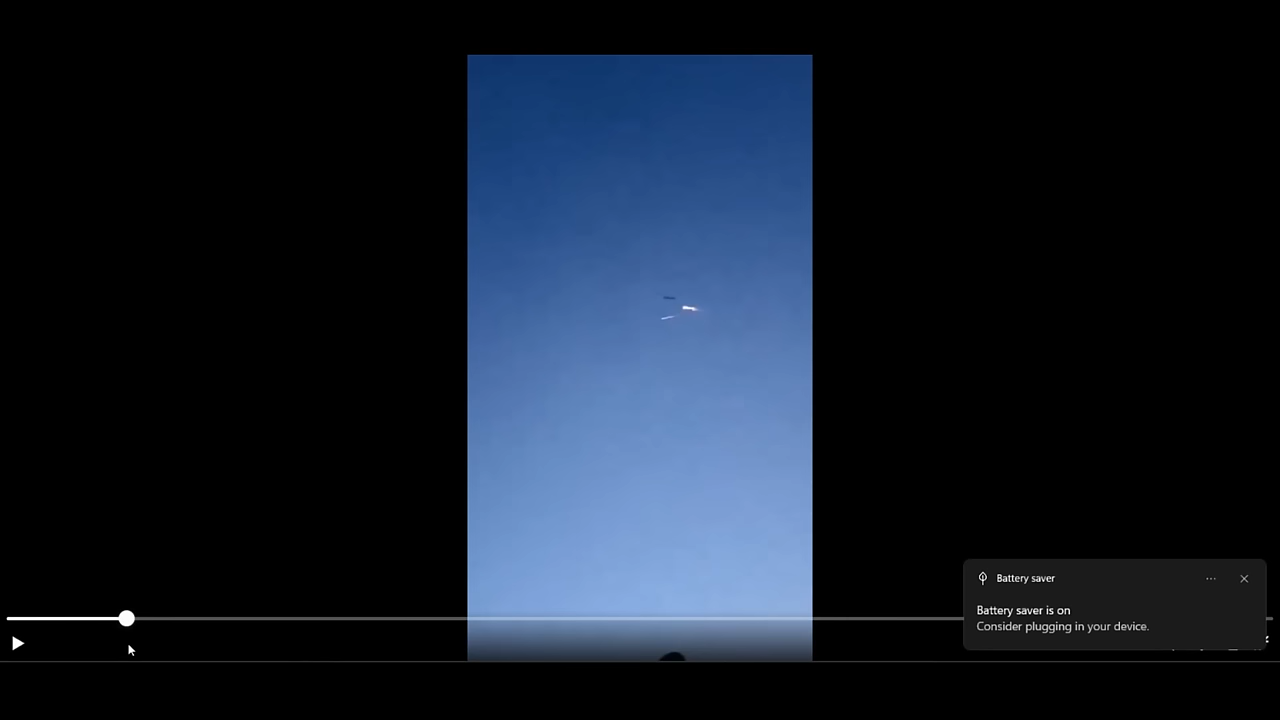 Battery saver
Battery saver is on
Consider plugging in your device.